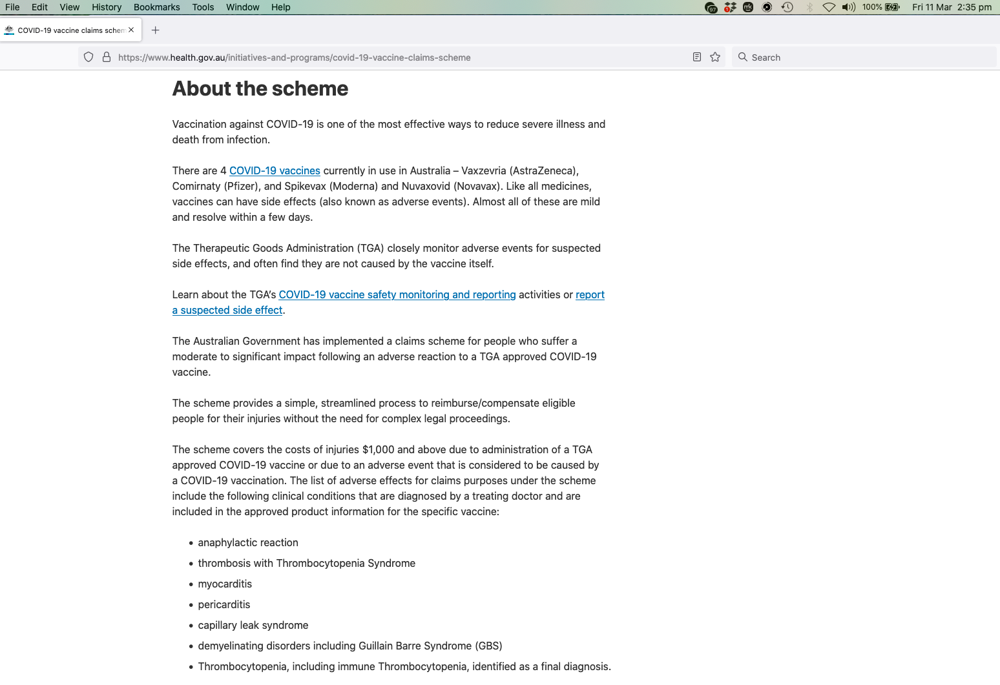 File Edit View History Bookmarks Tools Window Help 97 mk 100% Fri 11 Mar 2:35 pm
COVID-19 vaccine claims schem
https://www.health.gov.au/initiatives-and-programs/covid-19-vaccine-claims-scheme Search
About the scheme
Vaccination against COVID-19 is one of the most effective ways to reduce severe illness and
death from infection.
There are 4 COVID-19 vaccines currently in use in Australia – Vaxzevria (AstraZeneca),
Comirnaty (Pfizer), and Spikevax (Moderna) and Nuvaxovid (Novavax). Like all medicines,
vaccines can have side effects (also known as adverse events). Almost all of these are mild
and resolve within a few days.
The Therapeutic Goods Administration (TGA) closely monitor adverse events for suspected
side effects, and often find they are not caused by the vaccine itself.
Learn about the TGA’s COVID-19 vaccine safety monitoring and reporting activities or report
a suspected side effect.
The Australian Government has implemented a claims scheme for people who suffer a
moderate to significant impact following an adverse reaction to a TGA approved COVID-19
vaccine.
The scheme provides a simple, streamlined process to reimburse/compensate eligible
people for their injuries without the need for complex legal proceedings.
The scheme covers the costs of injuries $1,000 and above due to administration of a TGA
approved COVID-19 vaccine or due to an adverse event that is considered to be caused by
a COVID-19 vaccination. The list of adverse effects for claims purposes under the scheme
include the following clinical conditions that are diagnosed by a treating doctor and are
included in the approved product information for the specific vaccine:
• anaphylactic reaction
• thrombosis with Thrombocytopenia Syndrome
• myocarditis
• pericarditis
• capillary leak syndrome
• demyelinating disorders including Guillain Barre Syndrome (GBS)
• Thrombocytopenia, including immune Thrombocytopenia, identified as a final diagnosis.